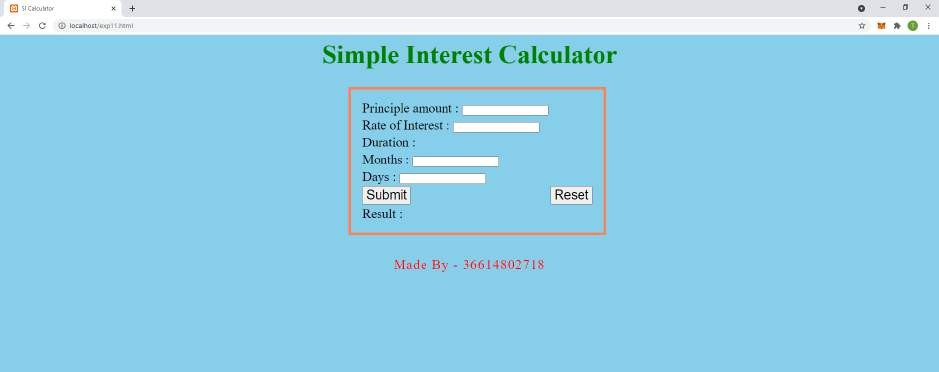 SI Calculator
localhost/exp11.html
Simple Interest Calculator
Principle amount :
Rate of Interest :
Duration :
Months :
Days :
Submit Reset
Result :
Made By - 36614802718